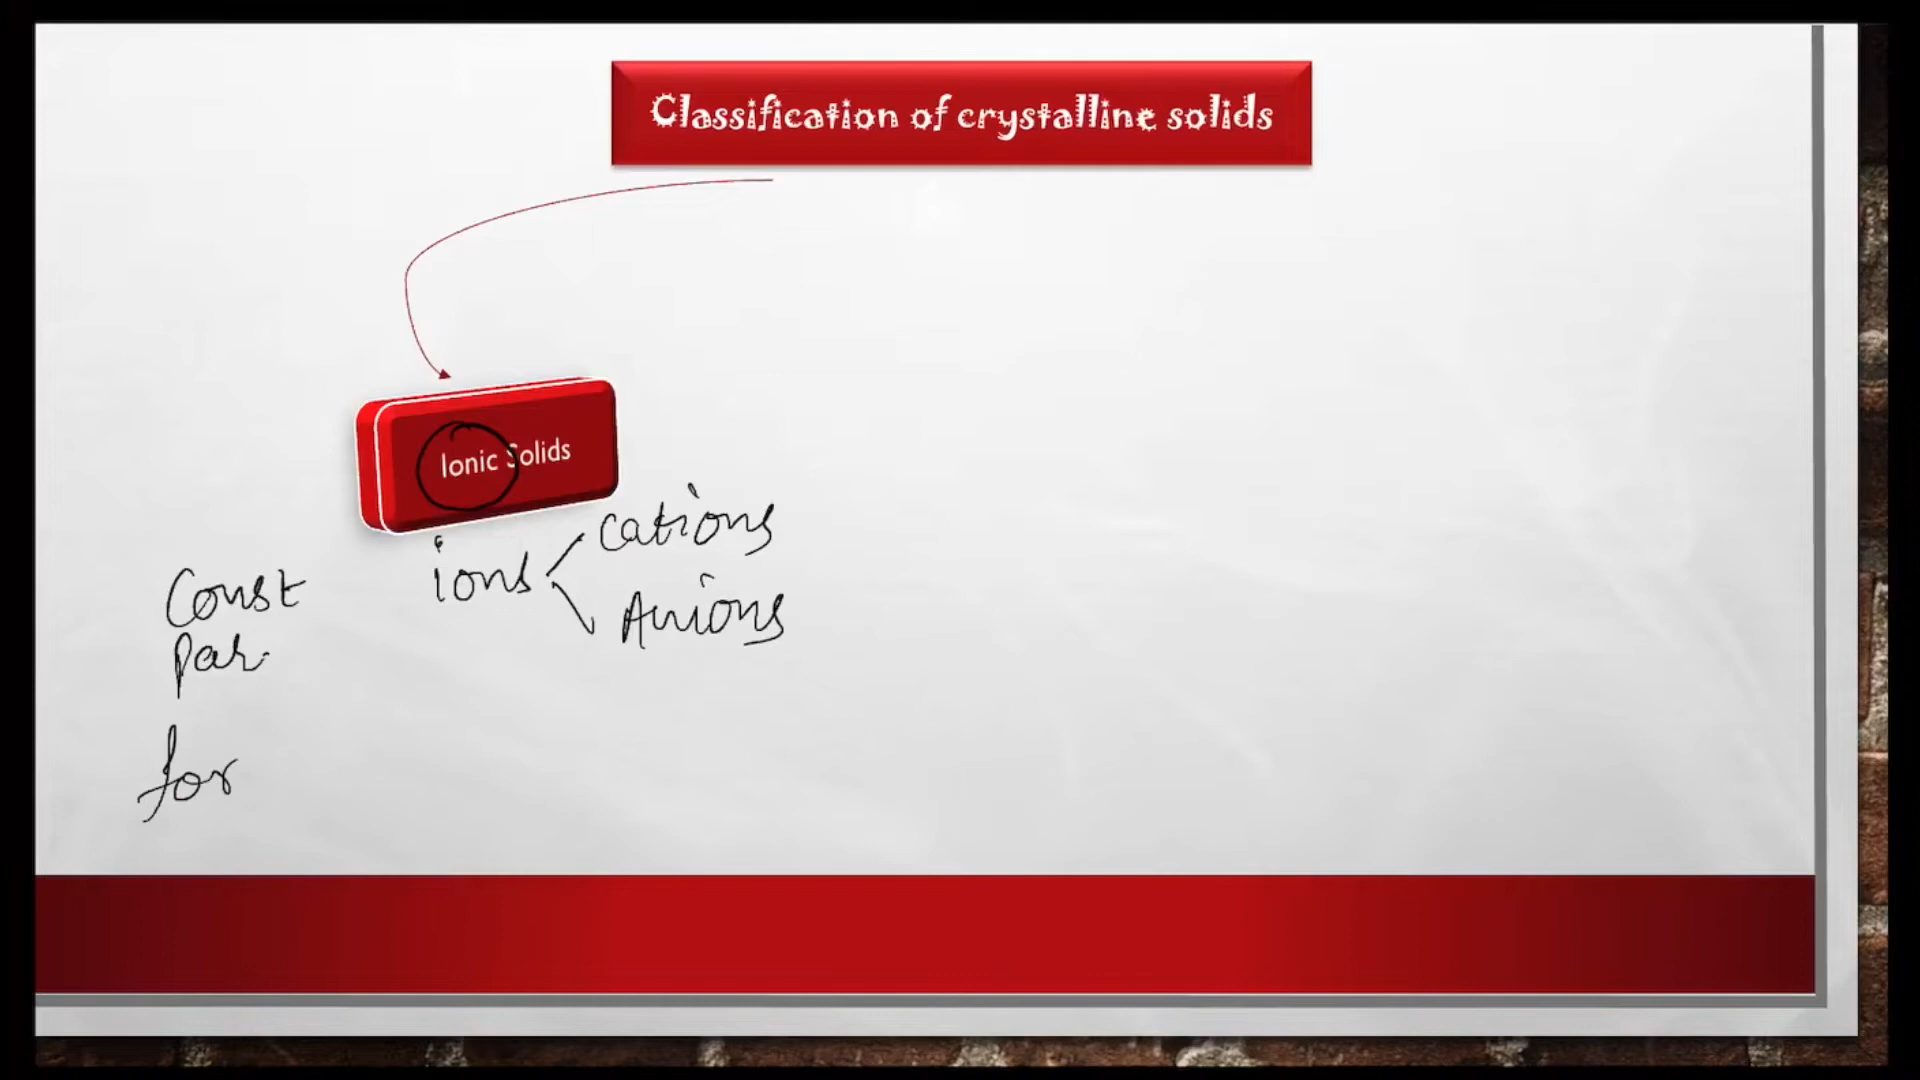 Classification of crystalline solids
Ionic Solids
ions
Cations
Anions
Const
par
for